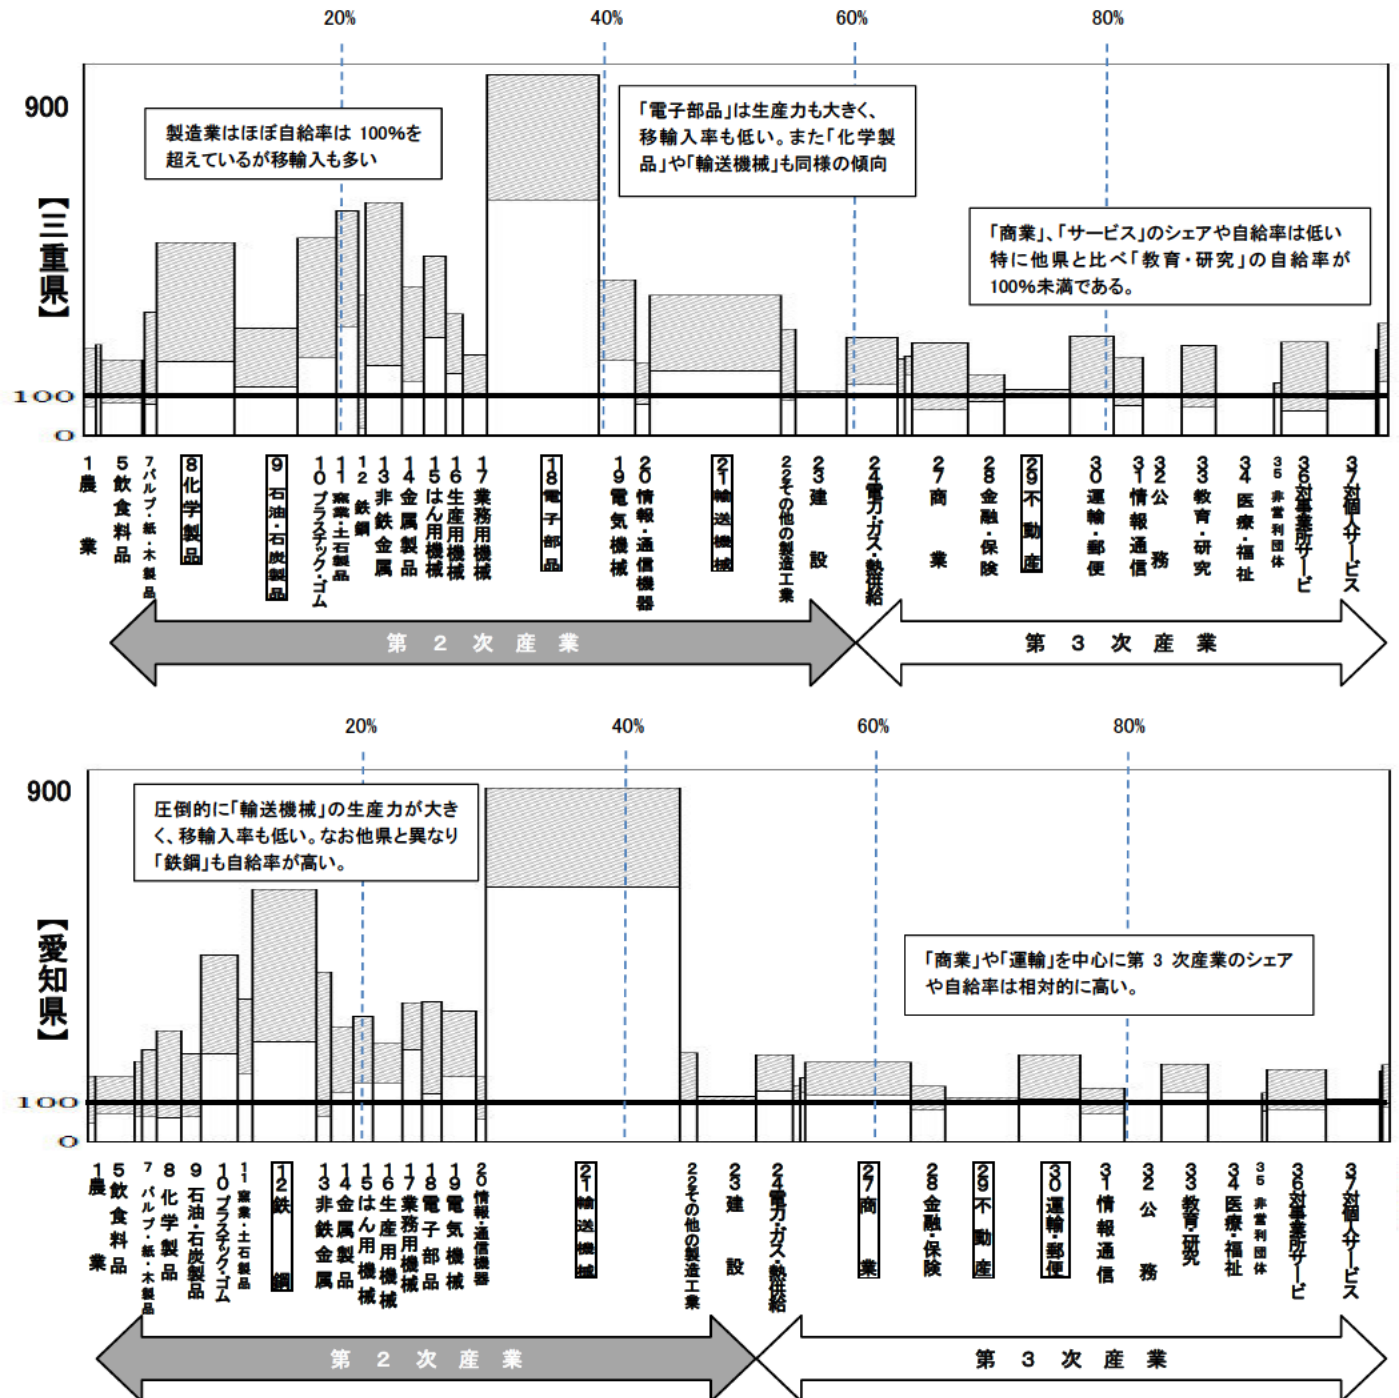 20%
40%
60%
80%
900
製造業はほぼ自給率は 100%を
超えているが移輸入も多い
「電子部品」は生産力も大きく、
移輸入率も低い。また「化学製
品」や「輸送機械」も同様の傾向
「商業」、「サービス」のシェアや自給率は低い
特に他県と比べ「教育・研究」の自給率が
100%未満である。
【三重県】
100
0
1農業
5飲食料品
7パルプ・紙・木製品
8化学製品
9石油・石炭製品
10プラスチック・ゴム
11窯業・土石製品
12鉄鋼
13非鉄金属
14金属製品
15はん用機械
16生産用機械
17業務用機械
18電子部品
19電気機械
20情報・通信機器
21輸送機械
22その他の製造工業
23建設
24電力・ガス・熱供給
27商業
28金融・保険
29不動産
30運輸・郵便
31情報通信
32公務
33教育・研究
34医療・福祉
35非営利団体
36対事業所サービ
37対個人サービス
第2次産業
第3次産業
20%
40%
60%
80%
900
圧倒的に「輸送機械」の生産力が大き
く、移輸入率も低い。なお他県と異なり
「鉄鋼」も自給率が高い。
「商業」や「運輸」を中心に第 3 次産業のシェア
や自給率は相対的に高い。
【愛知県】
100
0
1農業
5飲食料品
7パルプ・紙・木製品
8化学製品
9石油・石炭製品
10プラスチック・ゴム
11窯業・土石製品
12鉄鋼
13非鉄金属
14金属製品
15はん用機械
16生産用機械
17業務用機械
18電子部品
19電気機械
20情報・通信機器
21輸送機械
22その他の製造工業
23建設
24電力・ガス・熱供給
27商業
28金融・保険
29不動産
30運輸・郵便
31情報通信
32公務
33教育・研究
34医療・福祉
35非営利団体
36対事業所サービ
37対個人サービス
第2次産業
第3次産業